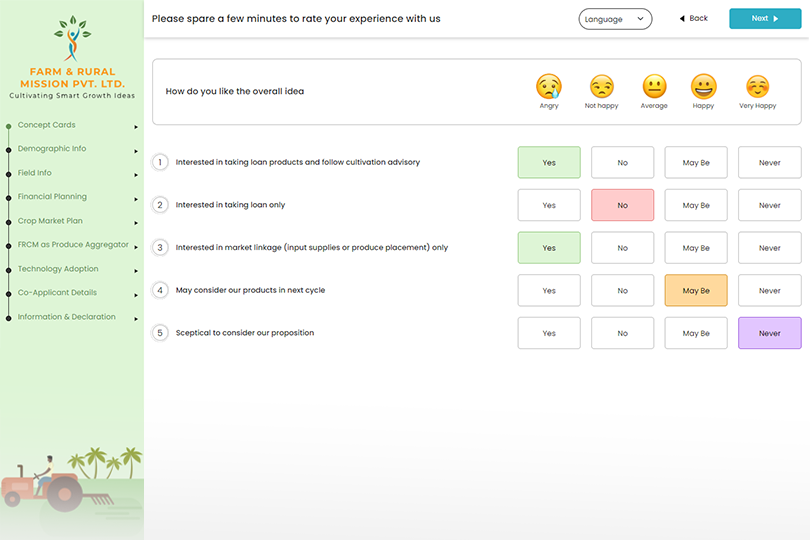 FARM & RURAL
MISSION PVT. LTD.
Cultivating Smart Growth Ideas
Concept Cards
Demographic Info
Field Info
Financial Planning
Crop Market Plan
FRCM as Produce Aggregator
Technology Adoption
Co-Applicant Details
Information & Declaration
Please spare a few minutes to rate your experience with us
Language
Back
Next
How do you like the overall idea
Angry
Not happy
Average
Happy
Very Happy
1 Interested in taking loan products and follow cultivation advisory Yes No May Be Never
2 Interested in taking loan only Yes No May Be Never
3 Interested in market linkage (input supplies or produce placement) only Yes No May Be Never
4 May consider our products in next cycle Yes No May Be Never
5 Sceptical to consider our proposition Yes No May Be Never